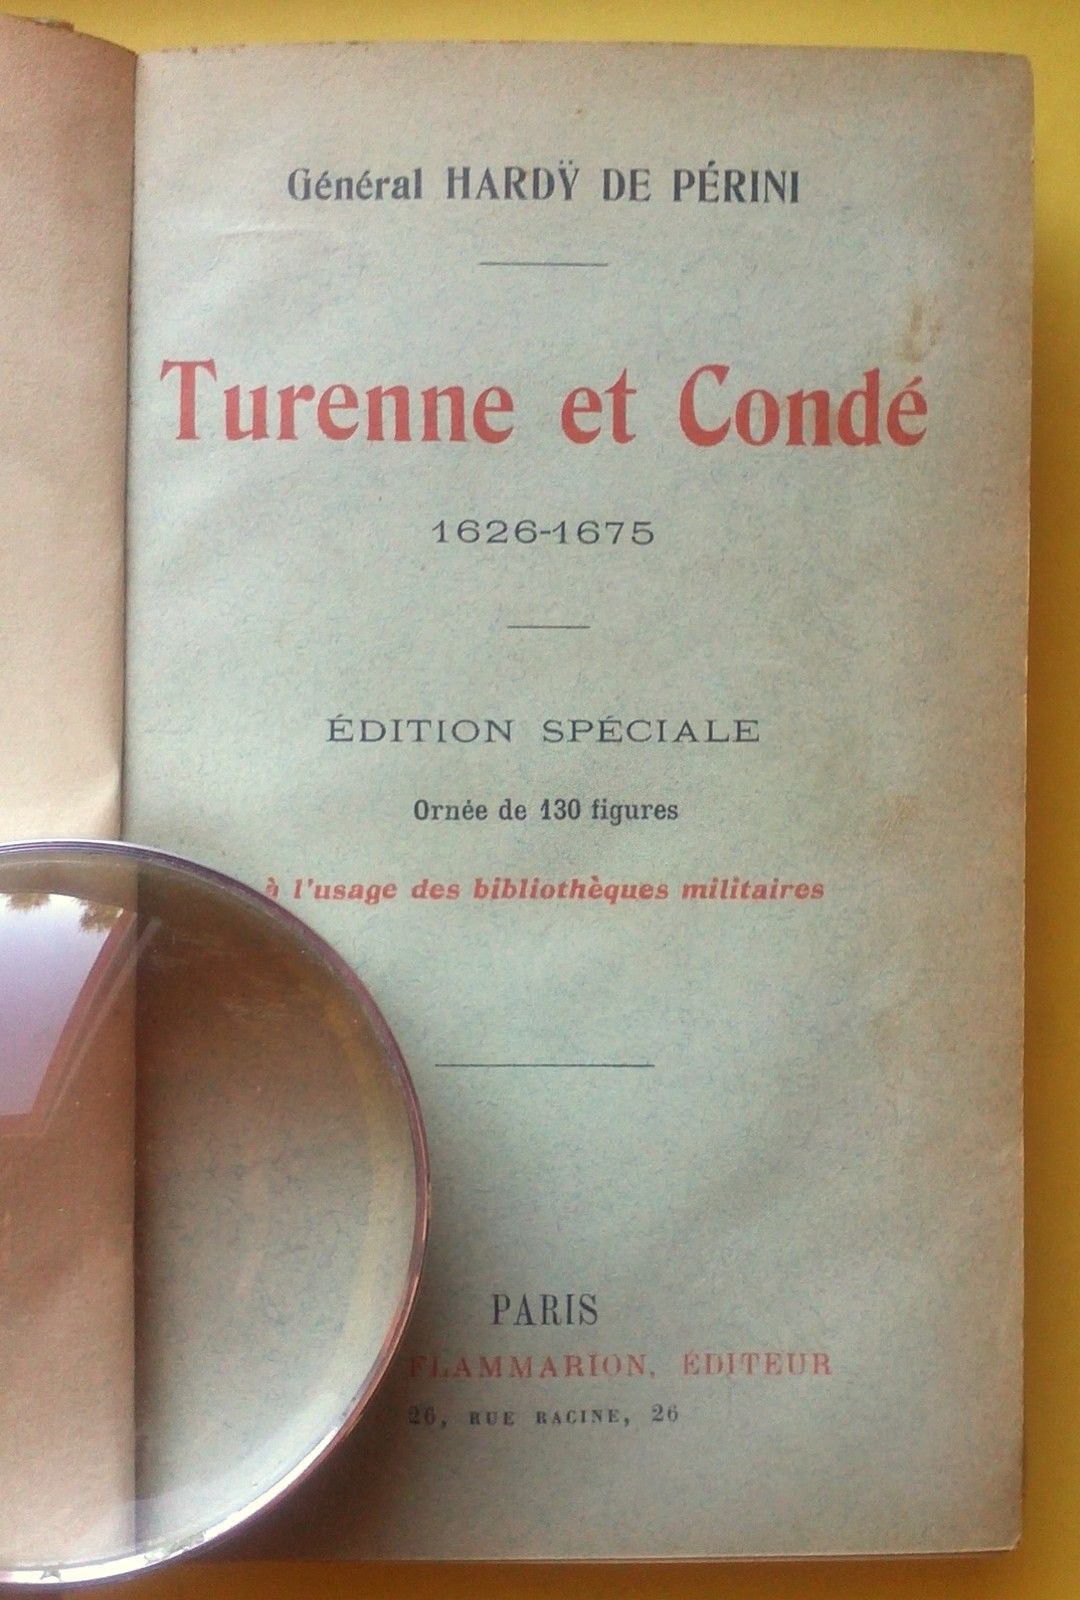 Général HARDŸ DE PÉRINI
Turenne et Condé
1626-1675
ÉDITION SPÉCIALE
Ornée de 130 figures
à l'usage des bibliothèques militaires
PARIS
FLAMMARION, ÉDITEUR
26, RUE RACINE, 26